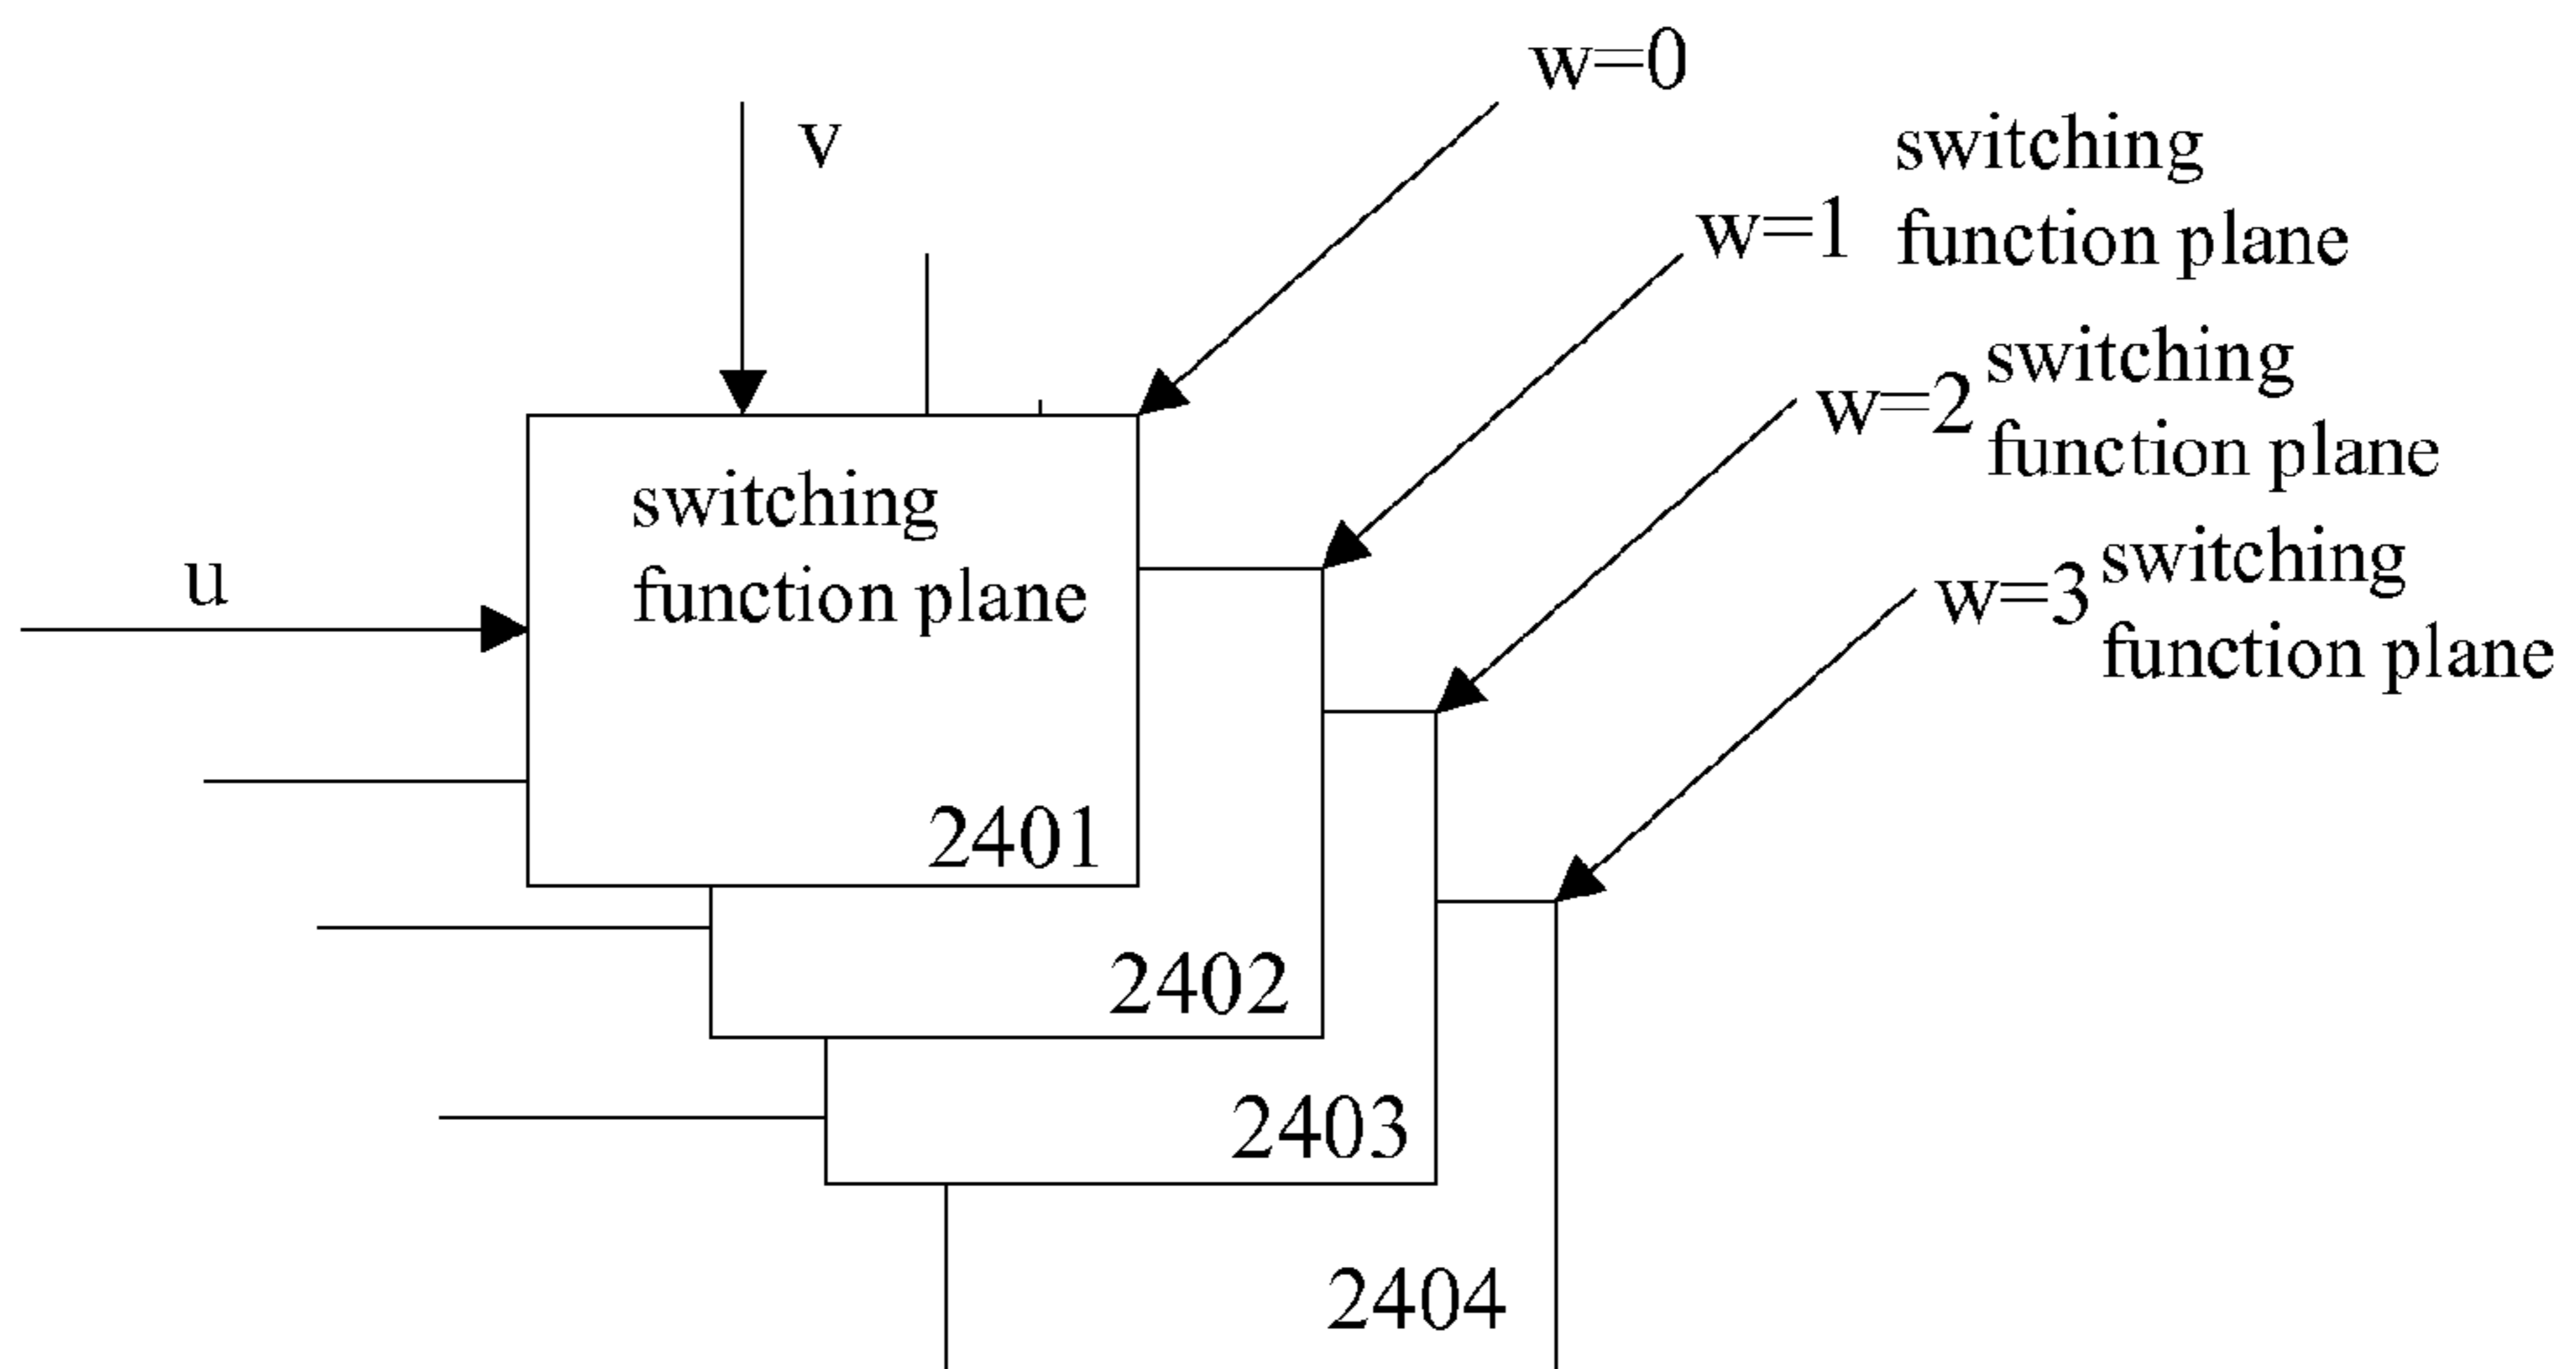 w=0
v
w=1 switching
function plane
w=2 switching
function plane
switching
function plane
u
w=3 switching
function plane
2401
2402
2403
2404